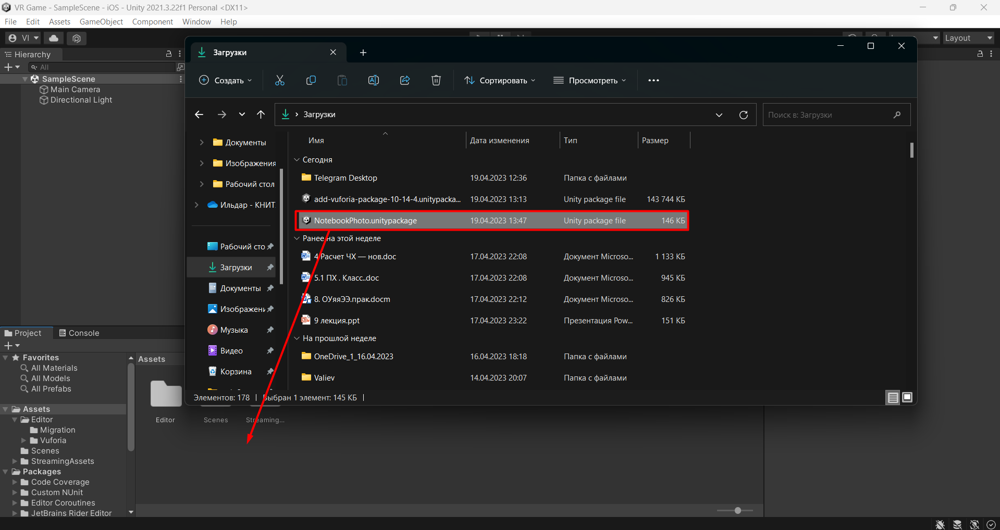 VR Game - SampleScene - iOS - Unity 2021.3.22f1 Personal <DX11>
File Edit Assets GameObject Component Window Help
VI
Layout
Hierarchy
All
SampleScene
Main Camera
Directional Light
Загрузки
Создать
Сортировать
Просмотреть
Загрузки
Поиск в: Загрузки
Документы
Изображения
Рабочий стол
Ильдар - КНИТ
Рабочий сто
Загрузки
Документы
Изображени
Музыка
Видео
Корзина
Имя Дата изменения Тип Размер
Сегодня
Telegram Desktop 19.04.2023 12:36 Папка с файлами
add-vuforia-package-10-14-4.unitypacka... 19.04.2023 13:13 Unity package file 143 744 КБ
NotebookPhoto.unitypackage 19.04.2023 13:47 Unity package file 146 КБ
Ранее на этой неделе
4 Расчет ЧХ — нов.doc 17.04.2023 22:08 Документ Microso... 1 133 КБ
5.1 ПХ . Класс..doc 17.04.2023 22:08 Документ Microso... 945 КБ
8. ОУяяЭЭ.прак.docm 17.04.2023 22:12 Документ Microso... 826 КБ
9 лекция.ppt 17.04.2023 23:22 Презентация Pow... 151 КБ
На прошлой неделе
OneDrive_1_16.04.2023 16.04.2023 18:18 Папка с файлами
Valiev 14.04.2023 20:07 Папка с файлами
Элементов: 178 Выбран 1 элемент: 145 КБ
Project Console
Favorites
All Materials
All Models
All Prefabs
Assets
Editor
Migration
Vuforia
Scenes
StreamingAssets
Packages
Code Coverage
Custom NUnit
Editor Coroutines
JetBrains Rider Editor
Assets
Editor Scenes Streaming...